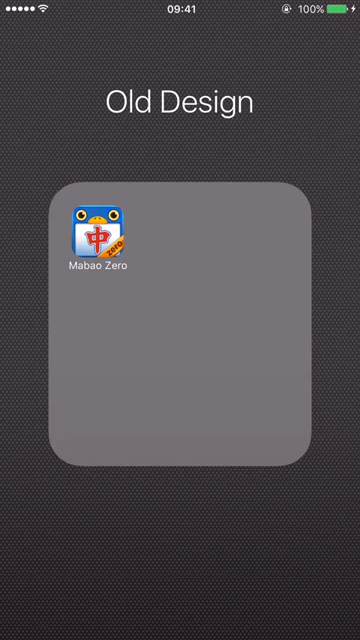 09:41
100%
Old Design
中
zero
Mabao Zero